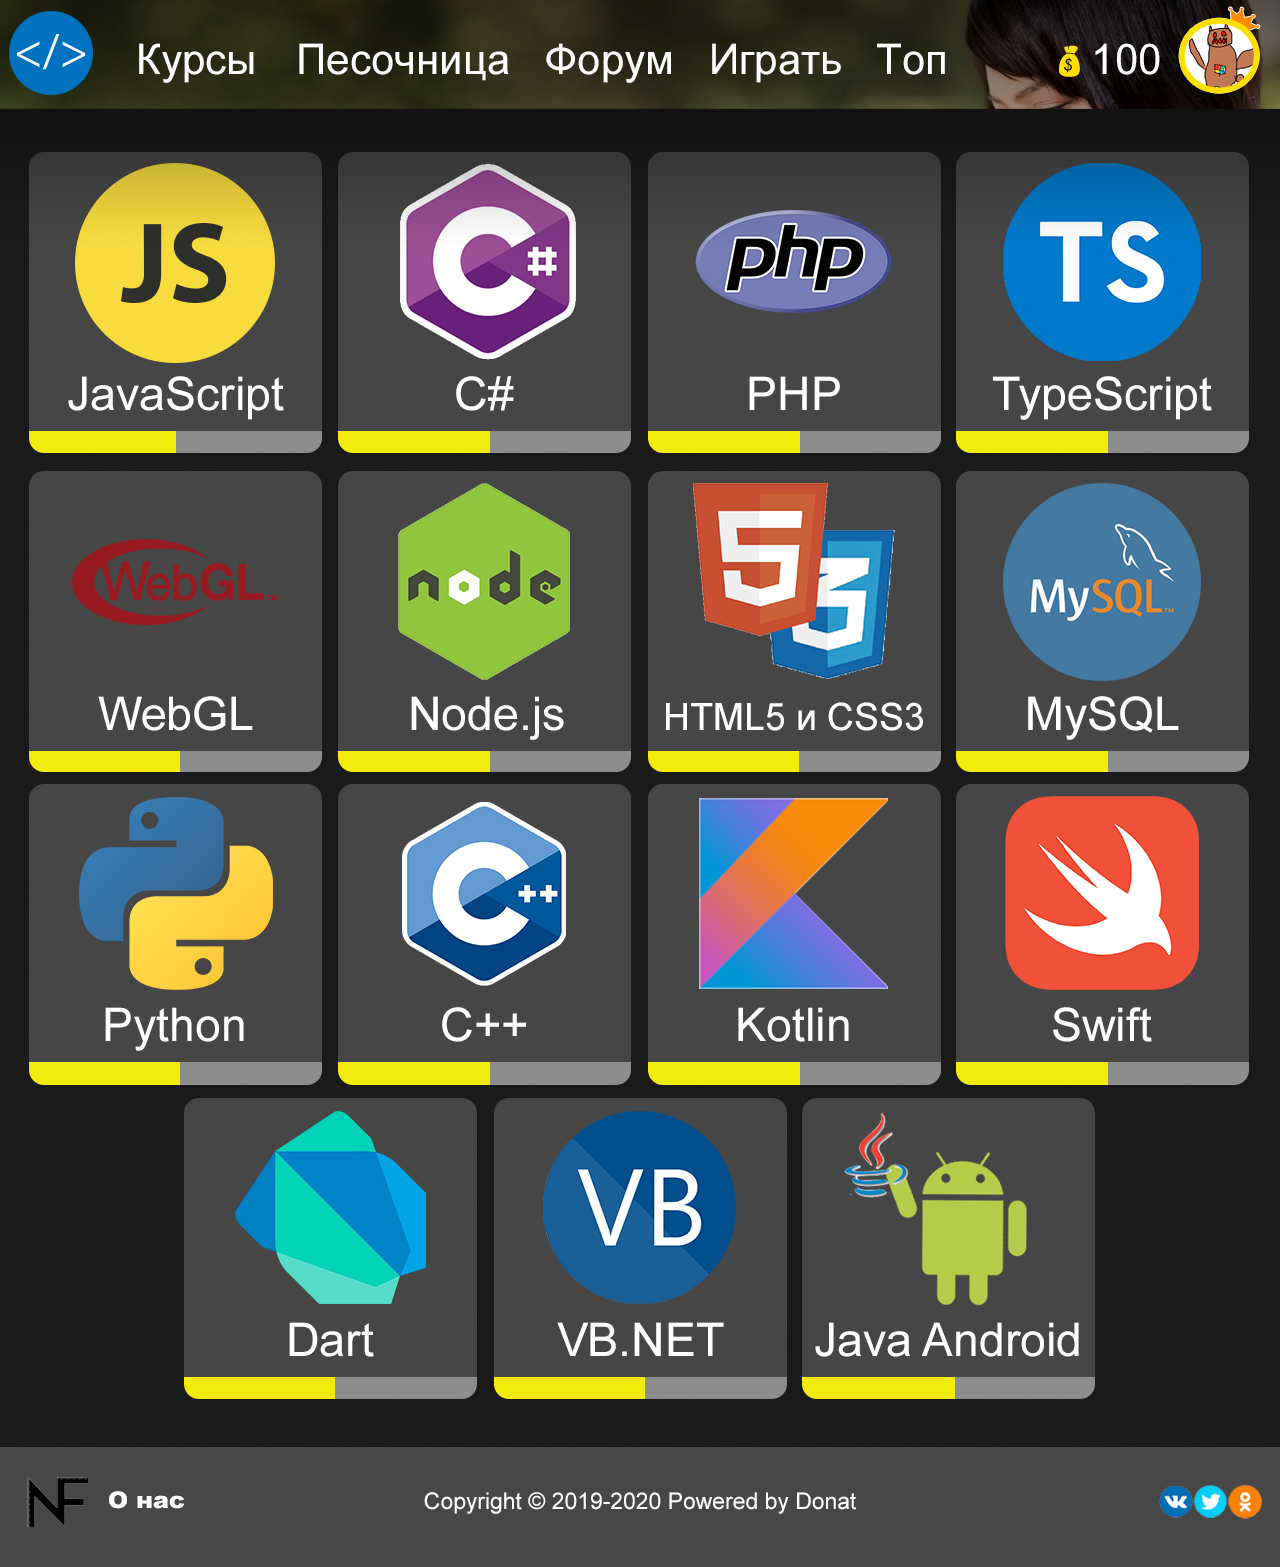 </> Курсы Песочница Форум Играть Топ $ 100
JS
C#
php
TS
JavaScript
C#
PHP
TypeScript
WebGL™
node
5
3
MySQL™
WebGL
Node.js
HTML5 и CSS3
MySQL
C++
Python
C++
Kotlin
Swift
VB
Dart
VB.NET
Java Android
NF О нас
Copyright © 2019-2020 Powered by Donat